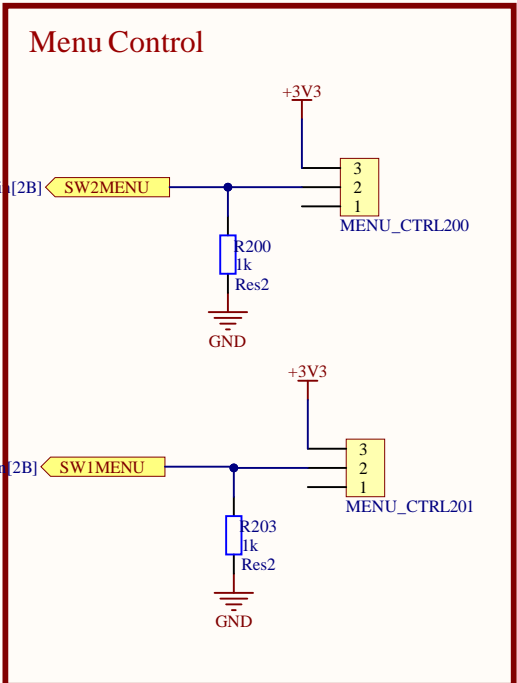 Menu Control
+3V3
[2B]
SW2MENU
3
2
1
MENU_CTRL200
R200
1k
Res2
GND
+3V3
[2B]
SW1MENU
3
2
1
MENU_CTRL201
R203
1k
Res2
GND